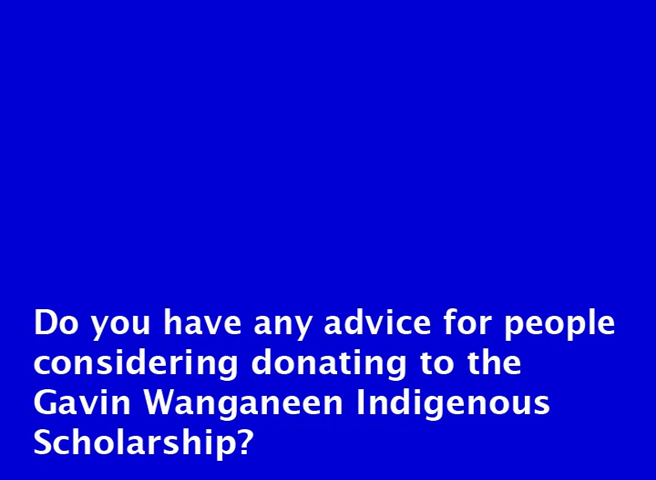 Do you have any advice for people
considering donating to the
Gavin Wanganeen Indigenous
Scholarship?